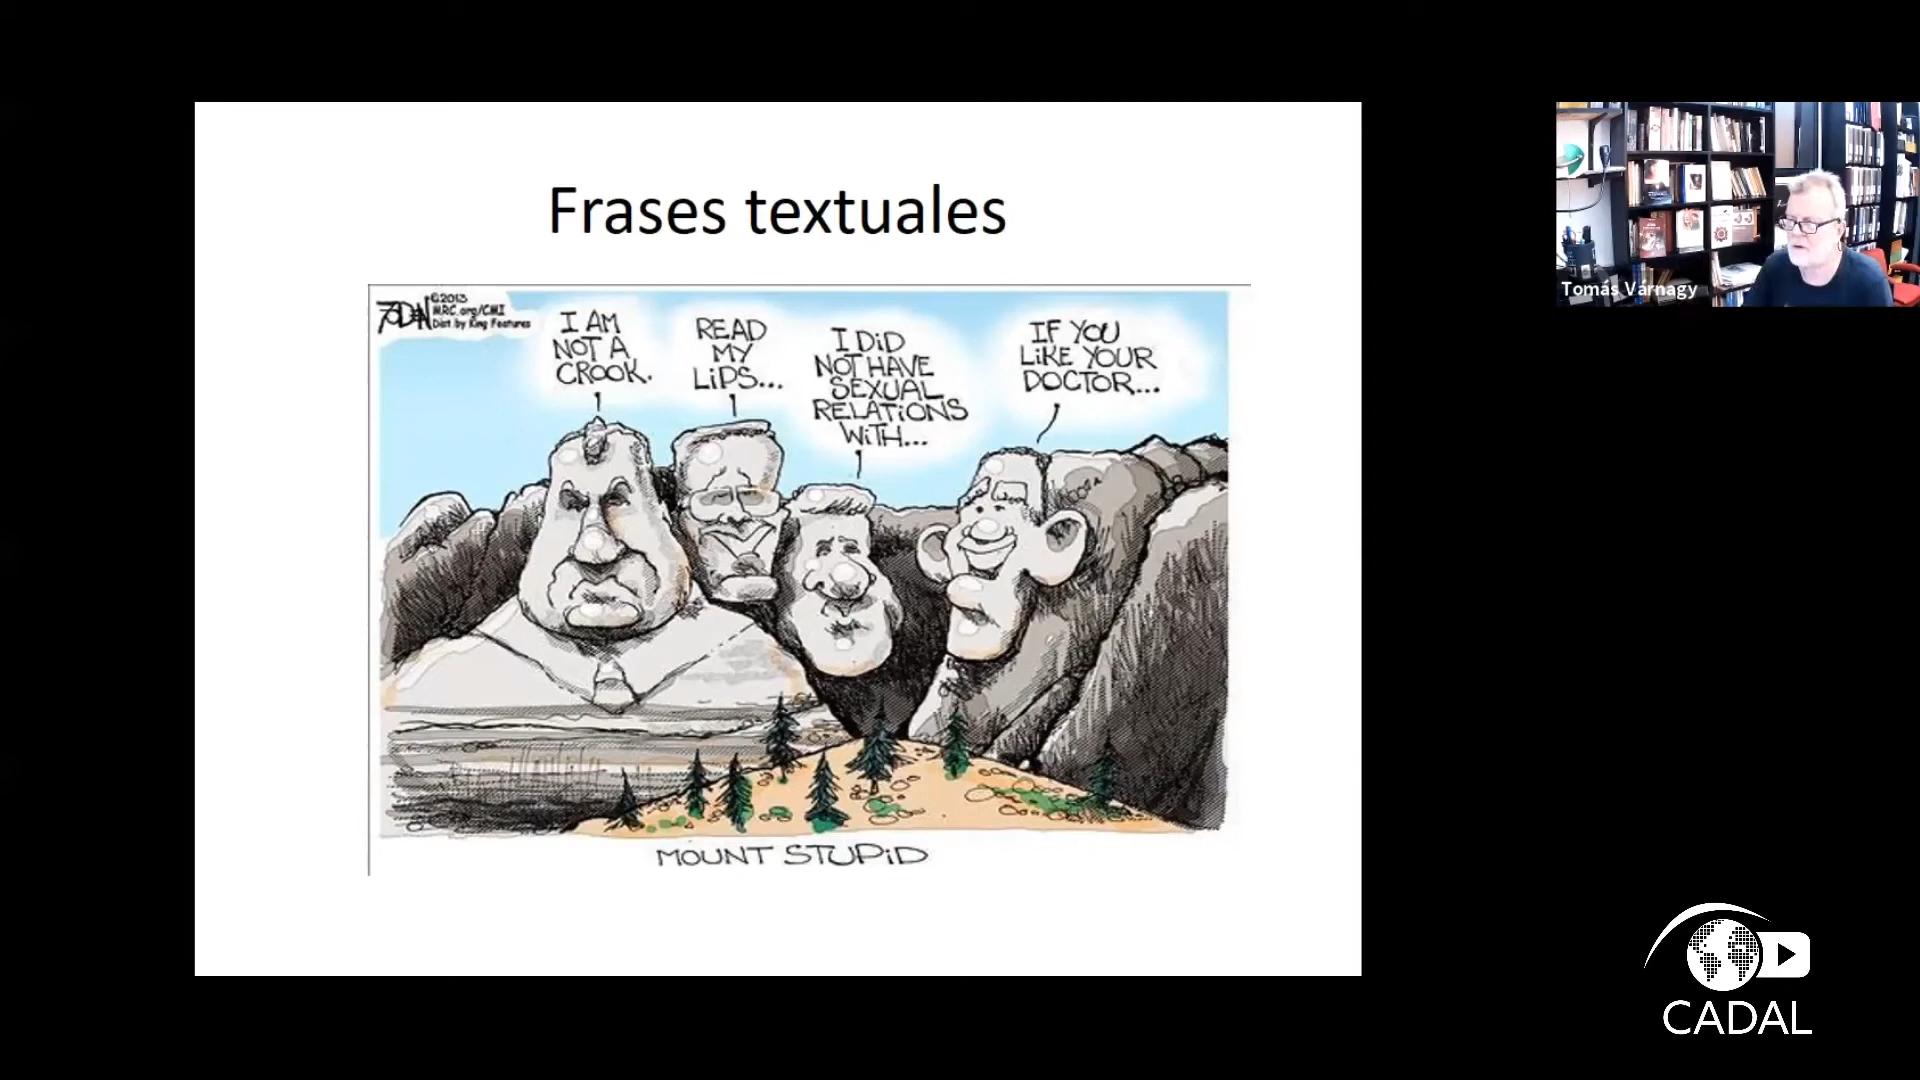 Frases textuales
©2013
MRC.org/CMI
Dist. by King Features
I AM
NOT A
CROOK.
READ
MY
LiPS...
I DiD
NOT HAVE
SEXUAL
RELATiONS
WiTH...
IF YOU
LiKE YOUR
DOCTOR...
MOUNT STUPiD
Tomás Várnagy
CADAL